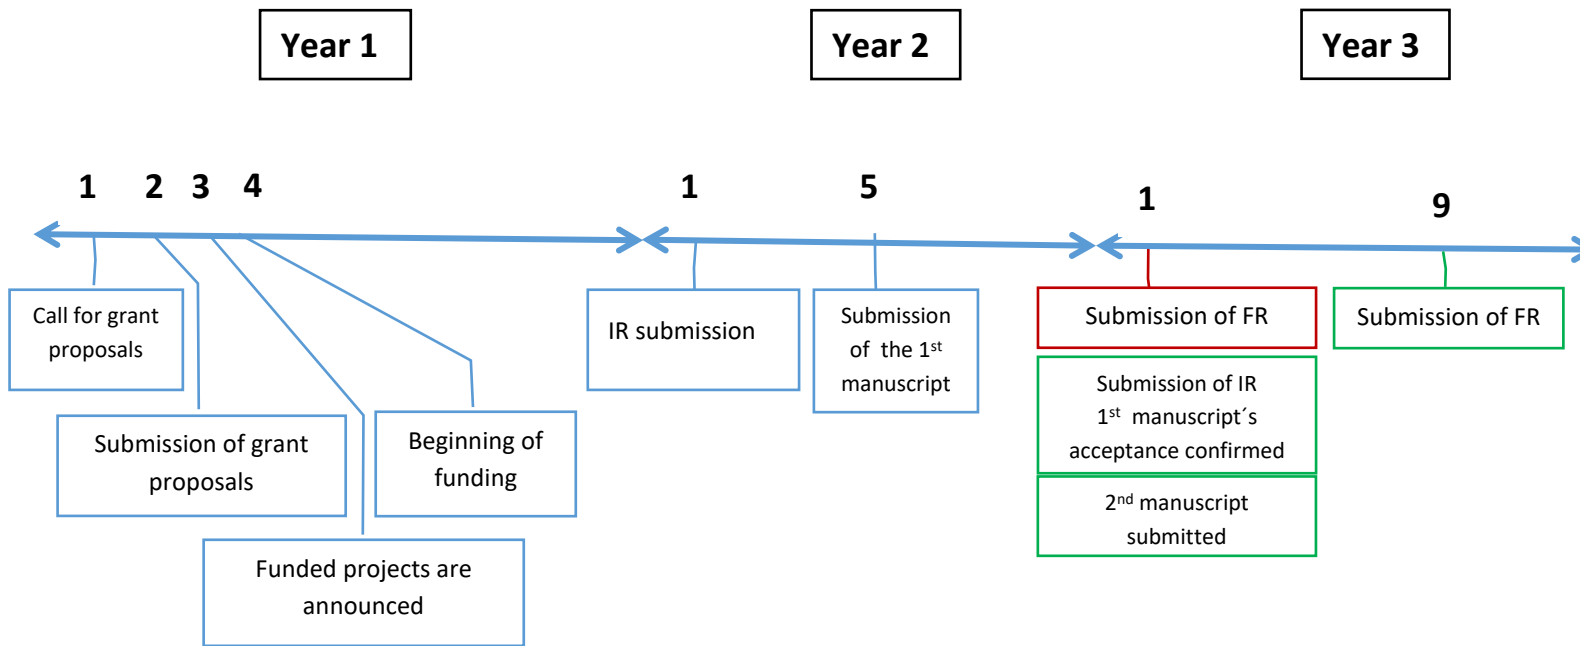 Year 1
Year 2
Year 3
1
2
3
4
1
5
1
9
Call for grant
proposals
Submission of grant
proposals
Funded projects are
announced
Beginning of
funding
IR submission
Submission
of the 1st
manuscript
Submission of FR
Submission of IR
1st manuscript´s
acceptance confirmed
2nd manuscript
submitted
Submission of FR